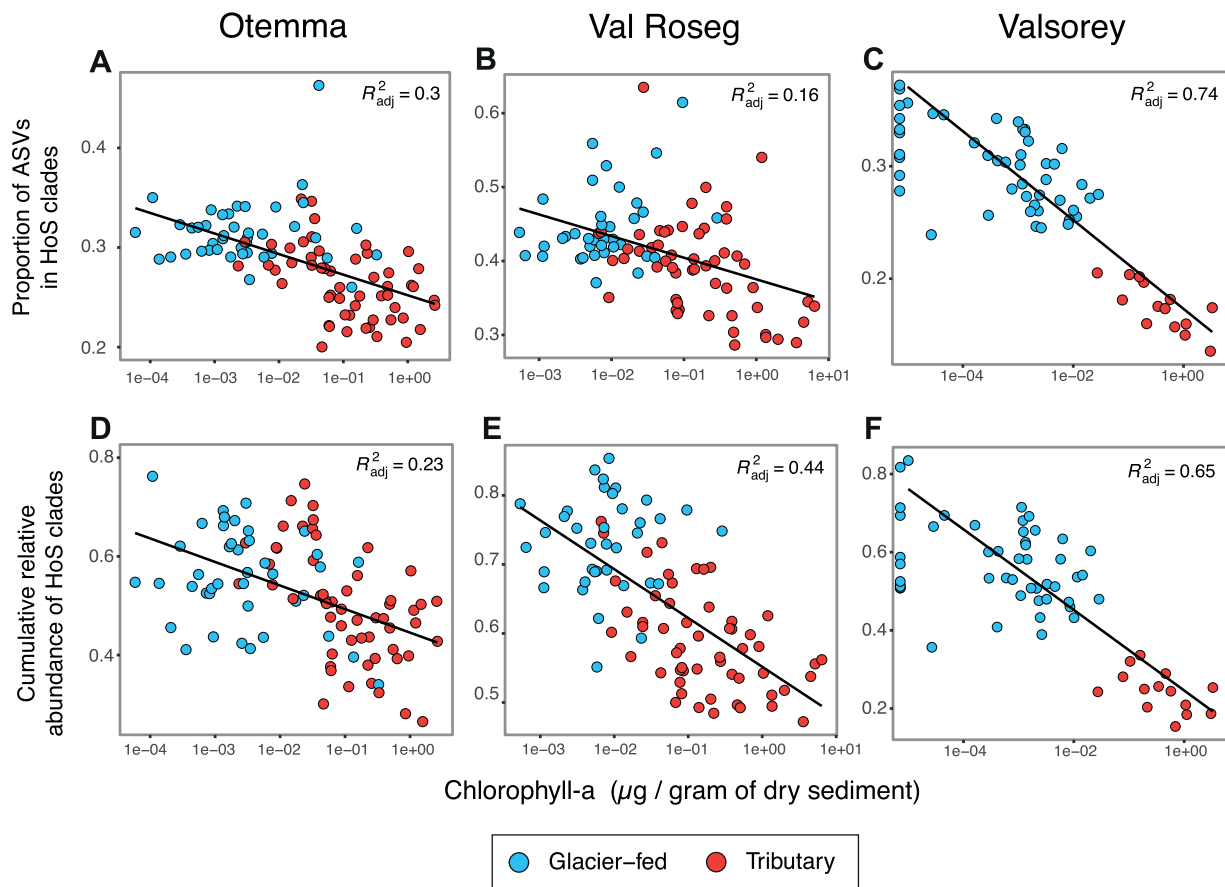 Otemma
Val Roseg
Valsorey
A
B
C
Proportion of ASVs
in HoS clades
R²adj = 0.3
R²adj = 0.16
R²adj = 0.74
0.4
0.3
0.2
0.6
0.5
0.4
0.3
0.3
0.2
1e−04
1e−03
1e−02
1e−01
1e+00
1e−03
1e−02
1e−01
1e+00
1e+01
1e−04
1e−02
1e+00
D
E
F
Cumulative relative
abundance of HoS clades
R²adj = 0.23
R²adj = 0.44
R²adj = 0.65
0.8
0.6
0.4
0.8
0.7
0.6
0.5
0.8
0.6
0.4
0.2
1e−04
1e−03
1e−02
1e−01
1e+00
1e−03
1e−02
1e−01
1e+00
1e+01
1e−04
1e−02
1e+00
Chlorophyll-a (µg / gram of dry sediment)
Glacier−fed
Tributary